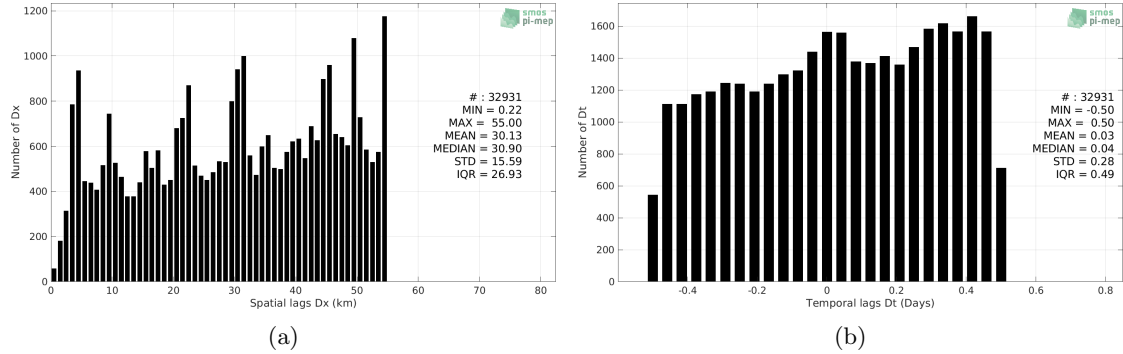 1200
1000
800
600
400
200
0
Number of Dx
0 10 20 30 40 50 60 70 80
Spatial lags Dx (km)
smos
pi-mep
# : 32931
MIN = 0.22
MAX = 55.00
MEAN = 30.13
MEDIAN = 30.90
STD = 15.59
IQR = 26.93
(a)
1600
1400
1200
1000
800
600
400
200
0
Number of Dt
-0.4 -0.2 0 0.2 0.4 0.6 0.8
Temporal lags Dt (Days)
smos
pi-mep
# : 32931
MIN = -0.50
MAX = 0.50
MEAN = 0.03
MEDIAN = 0.04
STD = 0.28
IQR = 0.49
(b)